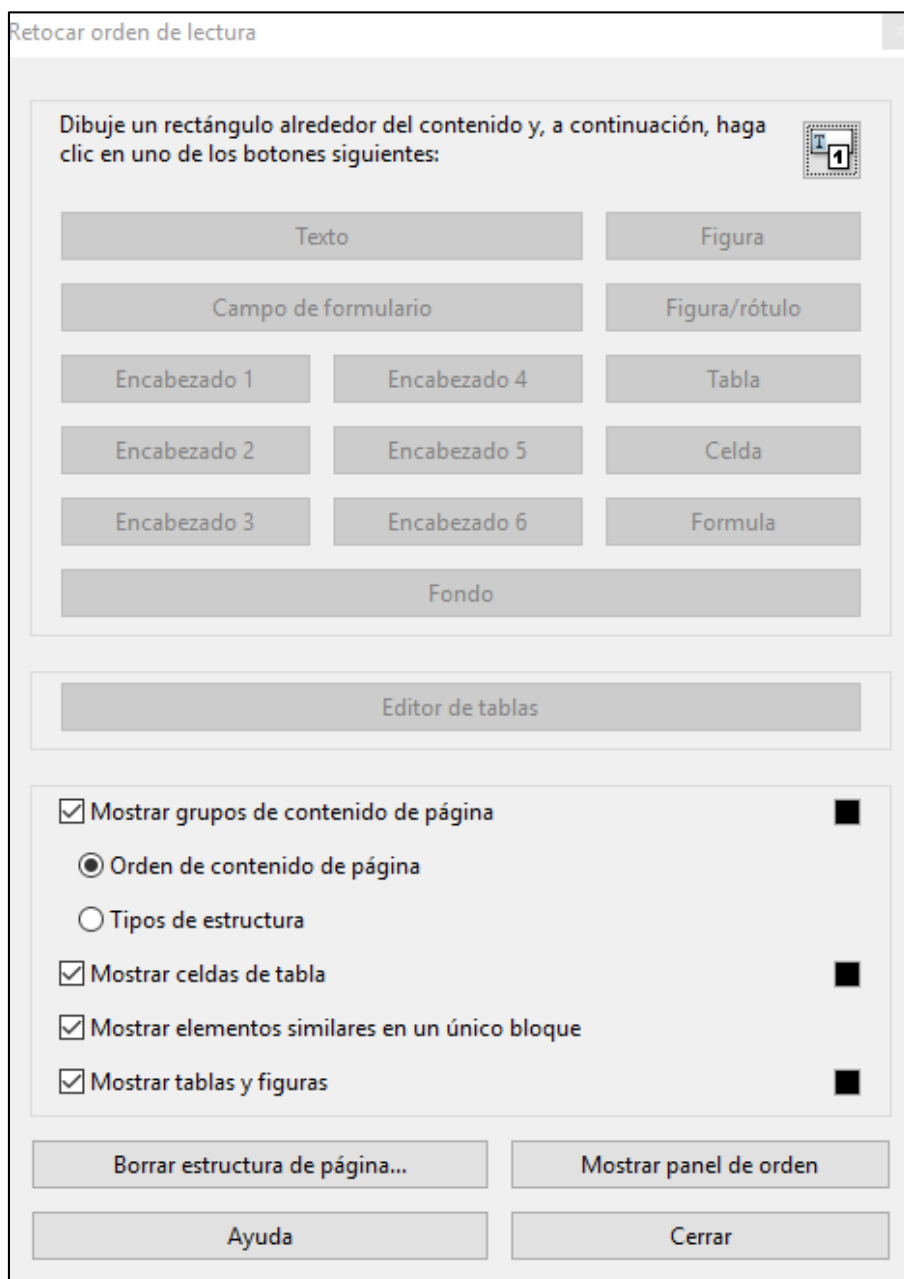 Retocar orden de lectura
Dibuje un rectángulo alrededor del contenido y, a continuación, haga
clic en uno de los botones siguientes:
T
1
Texto
Figura
Campo de formulario
Figura/rótulo
Encabezado 1
Encabezado 4
Tabla
Encabezado 2
Encabezado 5
Celda
Encabezado 3
Encabezado 6
Formula
Fondo
Editor de tablas
Mostrar grupos de contenido de página
Orden de contenido de página
Tipos de estructura
Mostrar celdas de tabla
Mostrar elementos similares en un único bloque
Mostrar tablas y figuras
Borrar estructura de página...
Mostrar panel de orden
Ayuda
Cerrar